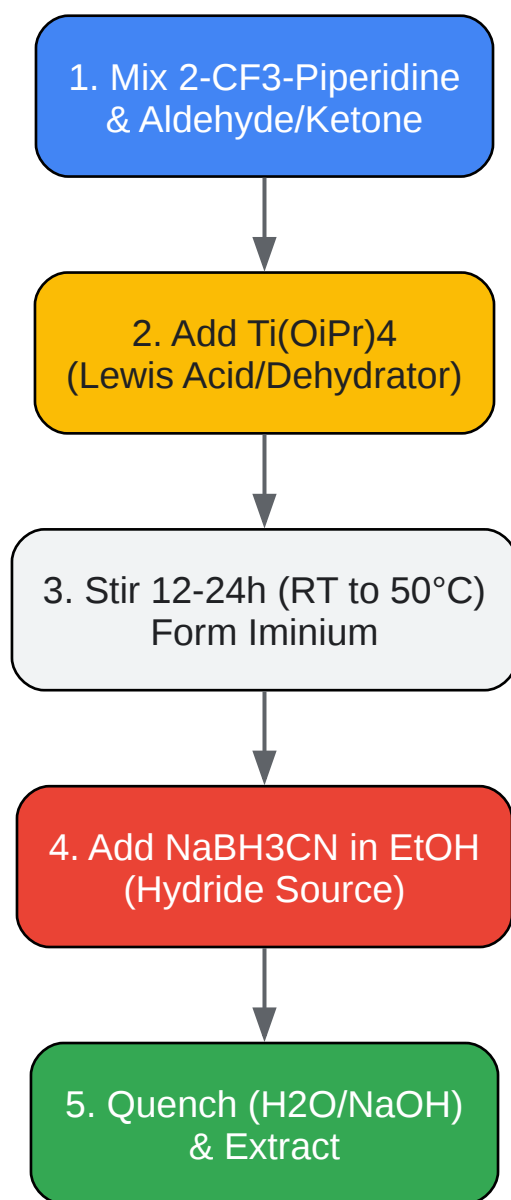 1. Mix 2-CF3-Piperidine
& Aldehyde/Ketone
2. Add Ti(OiPr)4
(Lewis Acid/Dehydrator)
3. Stir 12-24h (RT to 50°C)
Form Iminium
4. Add NaBH3CN in EtOH
(Hydride Source)
5. Quench (H2O/NaOH)
& Extract